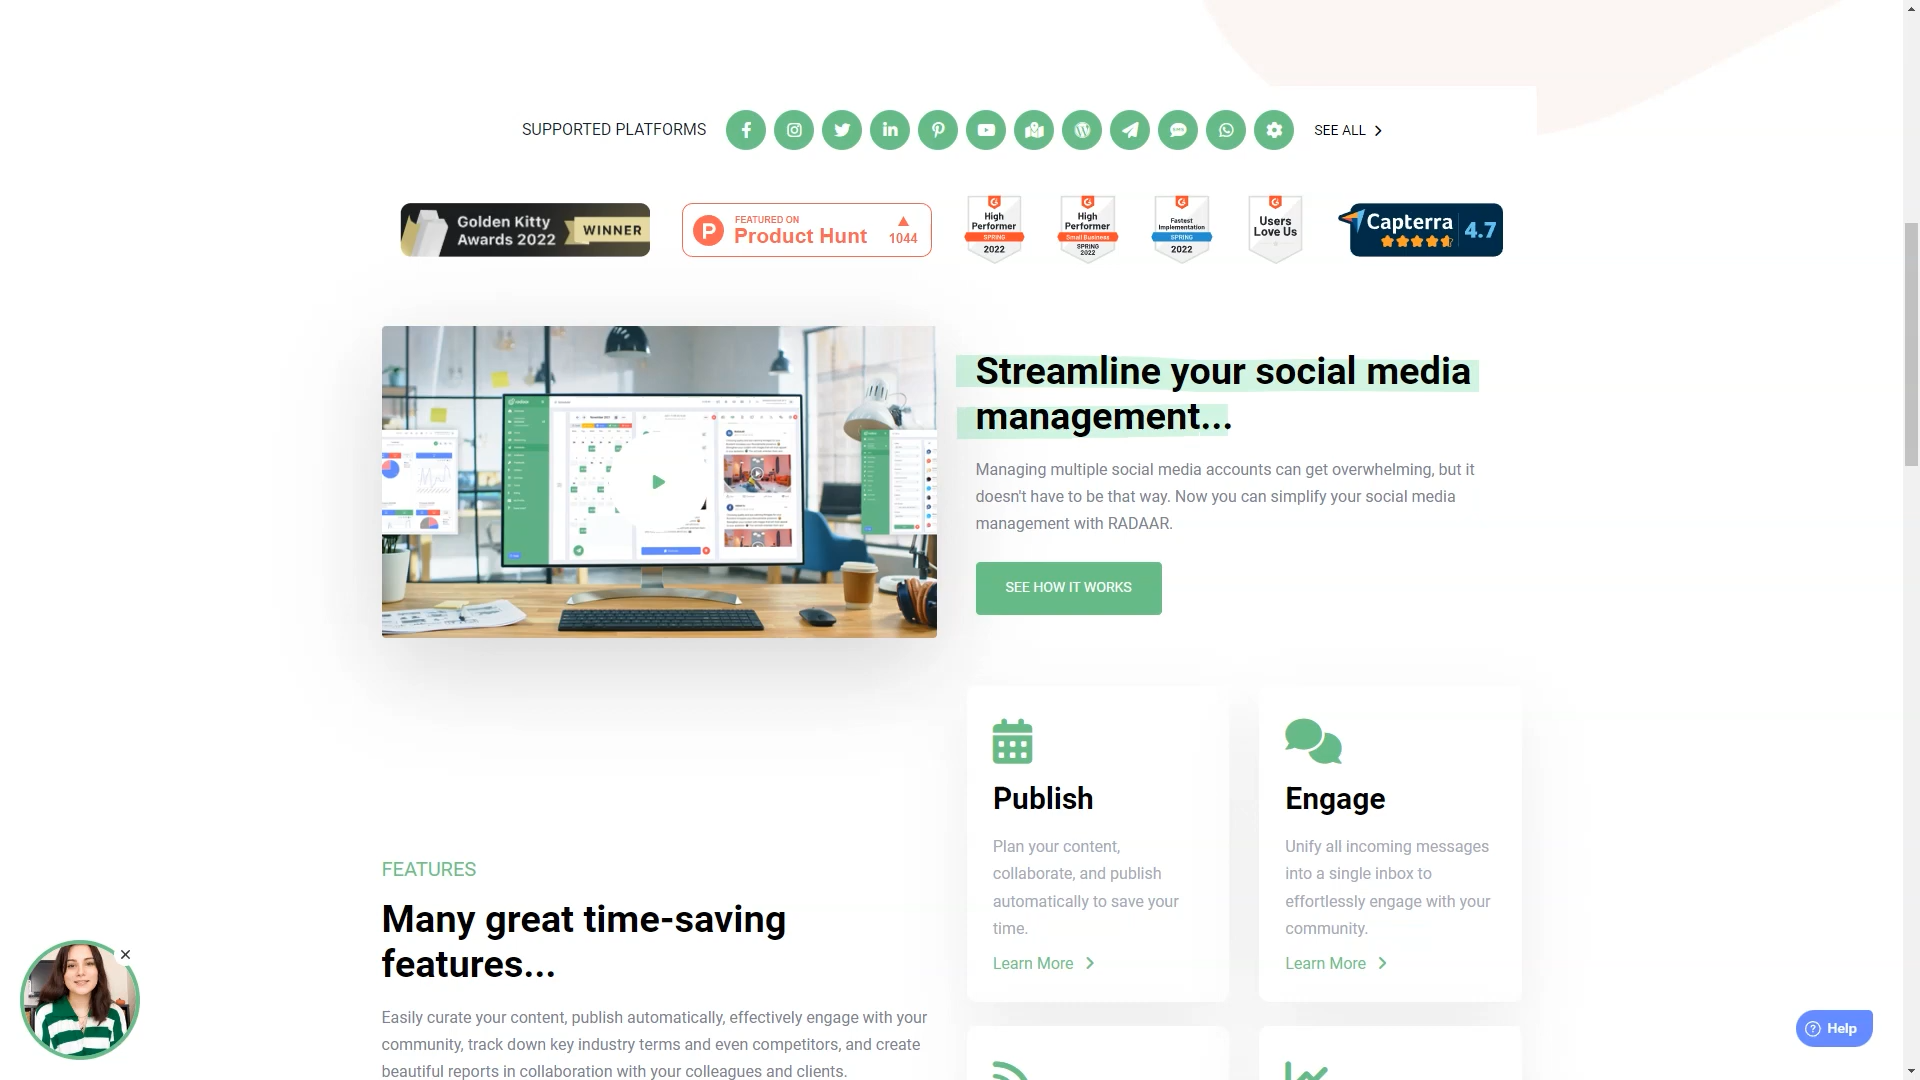 SUPPORTED PLATFORMS
SEE ALL
Golden Kitty
Awards 2022
WINNER
FEATURED ON
Product Hunt
1044
High
Performer
SPRING
2022
High
Performer
Small Business
SPRING
2022
Fastest
Implementation
SPRING
2022
Users
Love Us
Capterra
4.7
Streamline your social media
management...
Managing multiple social media accounts can get overwhelming, but it
doesn't have to be that way. Now you can simplify your social media
management with RADAAR.
SEE HOW IT WORKS
Publish
Plan your content,
collaborate, and publish
automatically to save your
time.
Learn More
Engage
Unify all incoming messages
into a single inbox to
effortlessly engage with your
community.
Learn More
FEATURES
Many great time-saving
features...
Easily curate your content, publish automatically, effectively engage with your
community, track down key industry terms and even competitors, and create
beautiful reports in collaboration with your colleagues and clients.
Help